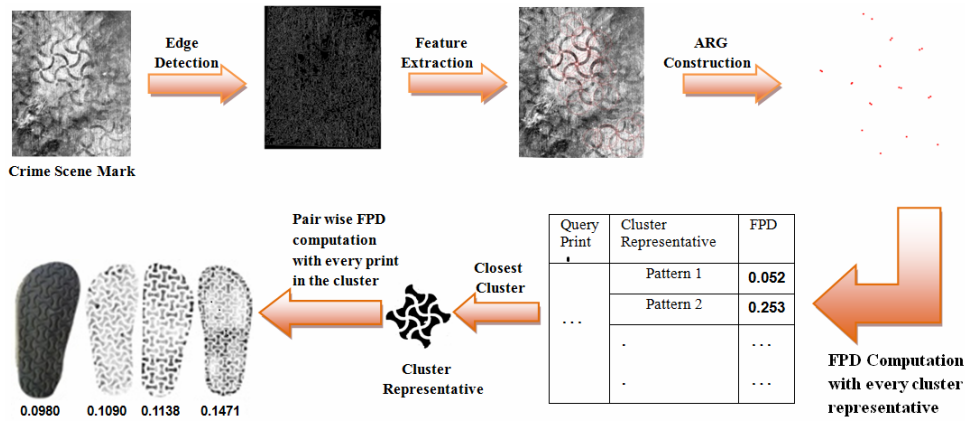 Edge
Detection
Feature
Extraction
ARG
Construction
Crime Scene Mark
Pair wise FPD
computation
with every print
in the cluster
Closest
Cluster
Cluster
Representative
Query
Print
Cluster
Representative
FPD
. . .
Pattern 1
0.052
Pattern 2
0.253
.
. . .
.
. . .
FPD Computation
with every cluster
representative
0.0980
0.1090
0.1138
0.1471